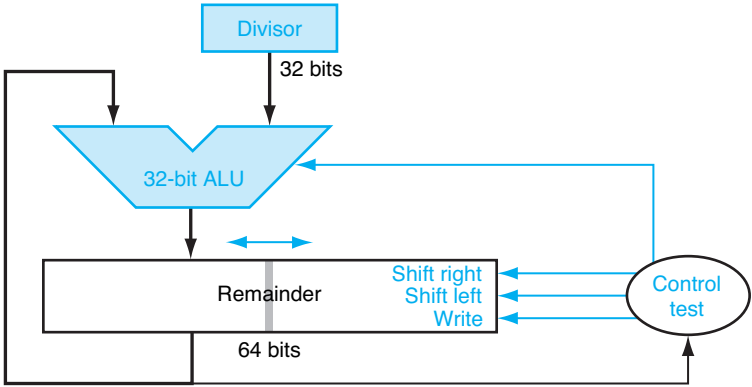 Divisor
32 bits
32-bit ALU
Shift right
Remainder
Shift left
Write
Control
test
64 bits